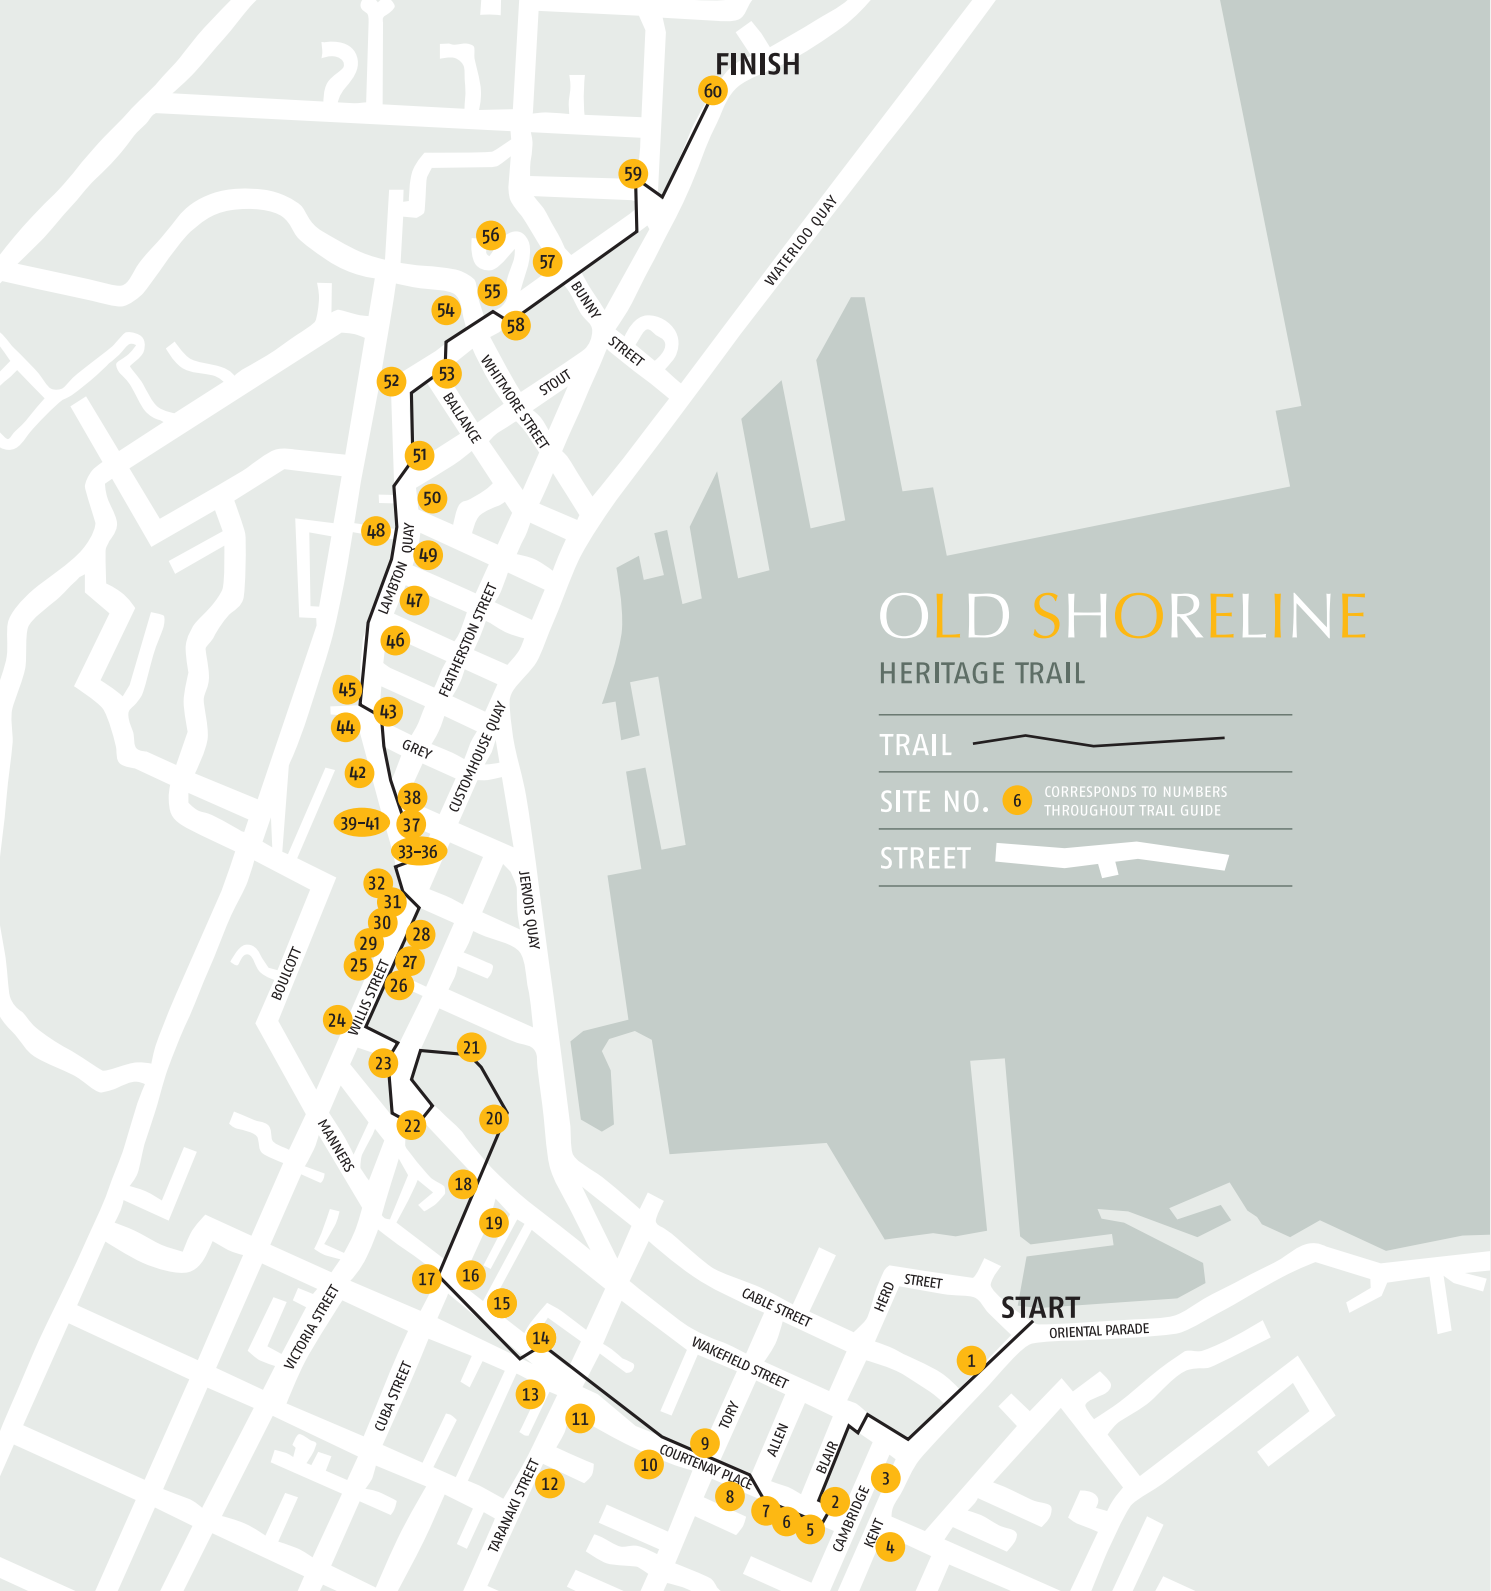 FINISH
60
59
WATERLOO QUAY
56
57
55
BUNNY
STREET
54
58
52
53
WHITMORE STREET
STOUT
BALLANCE
51
50
48
LAMBTON QUAY
49
47
46
FEATHERSTON STREET
45
43
44
GREY
CUSTOMHOUSE QUAY
42
38
39–41
37
33–36
32
31
30
29
28
25
27
26
JERVOIS QUAY
BOULCOTT
WILLIS STREET
24
23
21
20
22
MANNERS
18
19
17
16
15
14
VICTORIA STREET
CUBA STREET
13
11
12
TARANAKI STREET
10
9
COURTENAY PLACE
8
7
6
5
2
3
4
CABLE STREET
WAKEFIELD STREET
TORY
ALLEN
BLAIR
CAMBRIDGE
KENT
HERD
STREET
START
ORIENTAL PARADE
1
OLD SHORELINE
HERITAGE TRAIL
TRAIL
SITE NO. 6
CORRESPONDS TO NUMBERS
THROUGHOUT TRAIL GUIDE
STREET